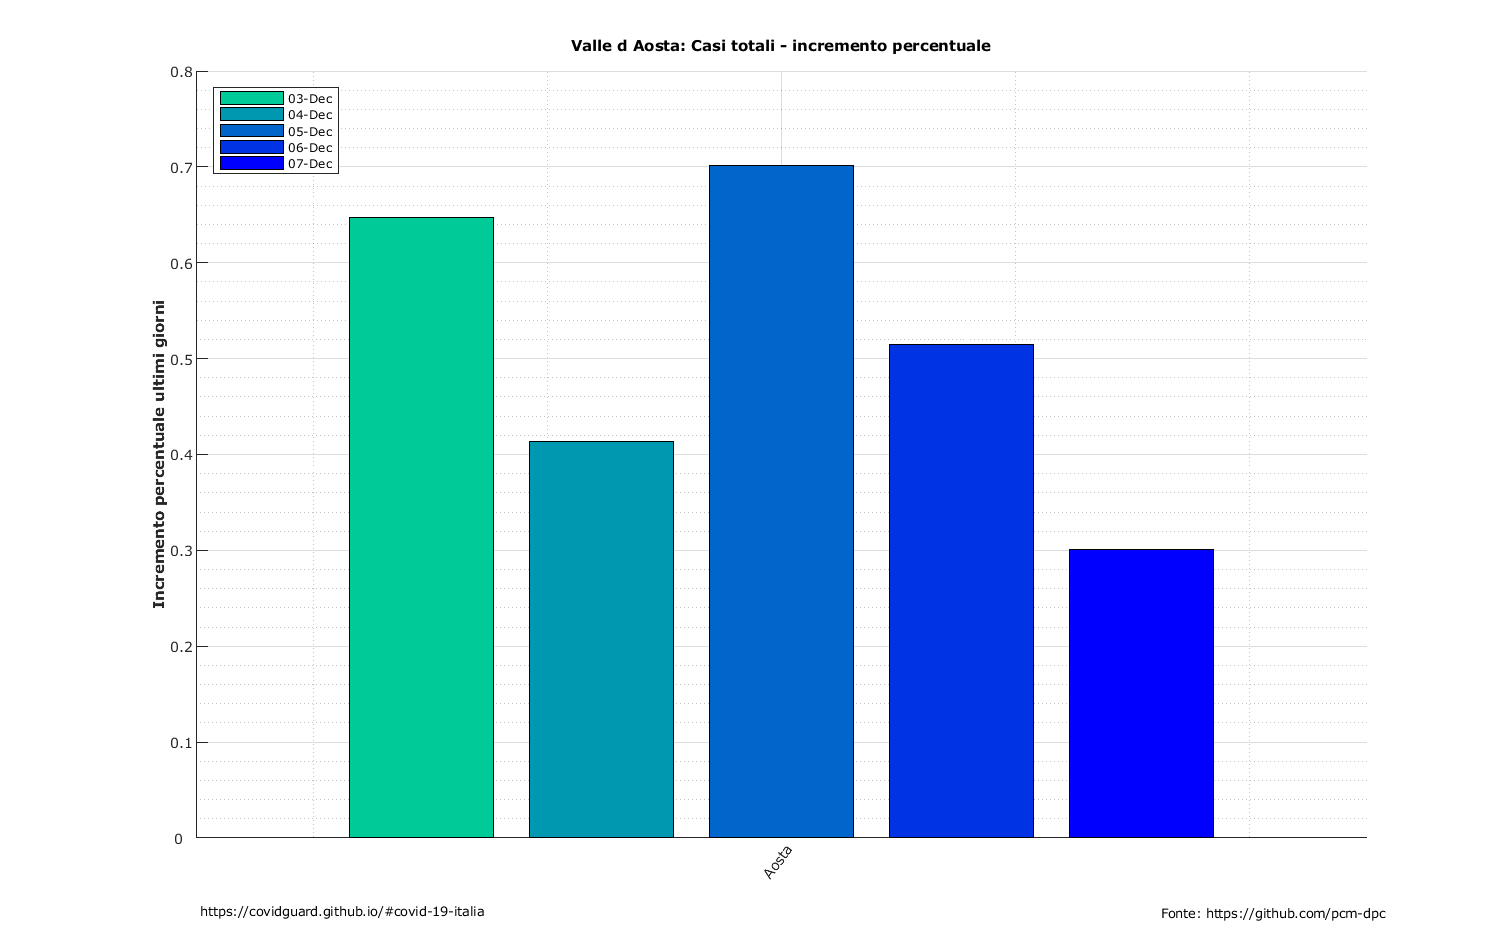 Valle d Aosta: Casi totali - incremento percentuale
03-Dec
04-Dec
05-Dec
06-Dec
07-Dec
0.8
0.7
0.6
0.5
0.4
0.3
0.2
0.1
0
Incremento percentuale ultimi giorni
Aosta
https://covidguard.github.io/#covid-19-italia
Fonte: https://github.com/pcm-dpc